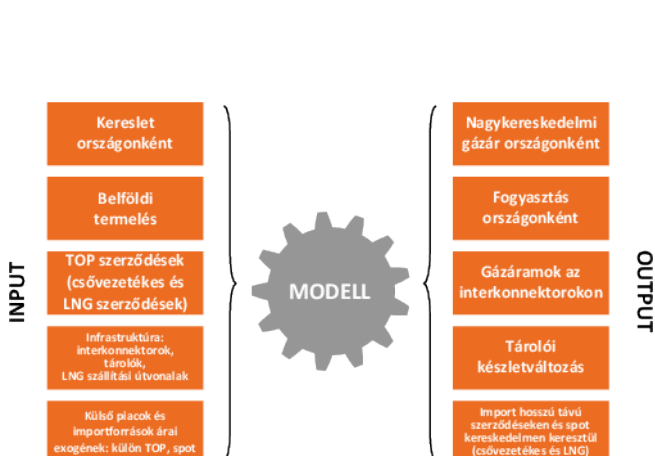 INPUT
Kereslet
országonként
Belföldi
termelés
TOP szerződések
(csővezetékes és
LNG szerződések)
Infrastruktúra:
interkonnektorok,
tárolók,
LNG szállítási útvonalak
Külső piacok és
importforrások árai
exogének: külön TOP, spot
MODELL
Nagykereskedelmi
gázár országonként
Fogyasztás
országonként
Gázáramok az
interkonnektorokon
Tárolói
készletváltozás
Import hosszú távú
szerződéseken és spot
kereskedelmen keresztül
(csővezetékes és LNG)
OUTPUT